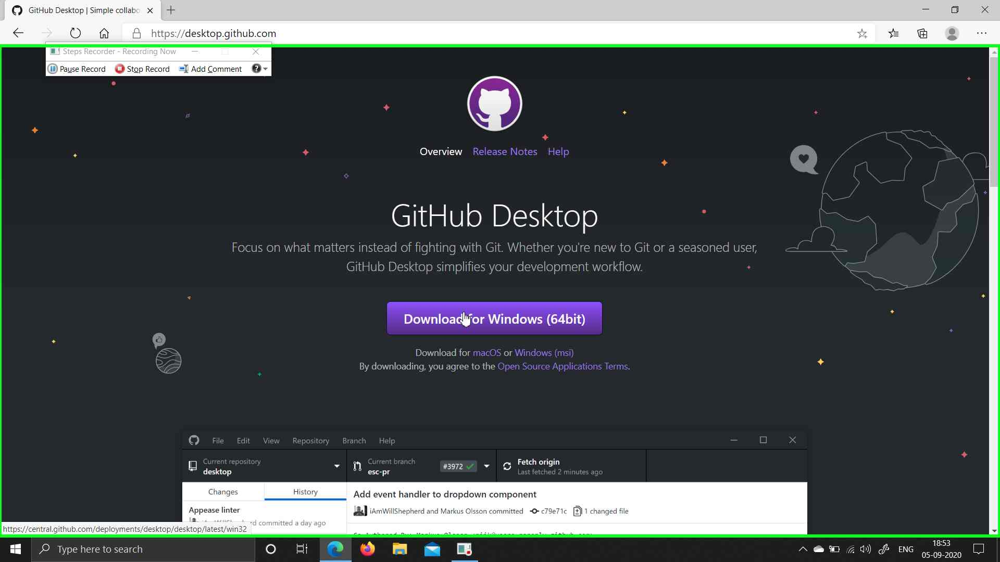 GitHub Desktop | Simple collabo
https://desktop.github.com
Steps Recorder - Recording Now
Pause Record Stop Record Add Comment
Overview Release Notes Help
GitHub Desktop
Focus on what matters instead of fighting with Git. Whether you're new to Git or a seasoned user,
GitHub Desktop simplifies your development workflow.
Download for Windows (64bit)
Download for macOS or Windows (msi)
By downloading, you agree to the Open Source Applications Terms.
File Edit View Repository Branch Help
Current repository
desktop
Current branch
esc-pr
#3972
Fetch origin
Last fetched 2 minutes ago
Changes History
Appease linter
committed a day ago
Add event handler to dropdown component
iAmWillShepherd and Markus Olsson committed c79e71c 1 changed file
https://central.github.com/deployments/desktop/desktop/latest/win32
Type here to search
ENG
18:53
05-09-2020